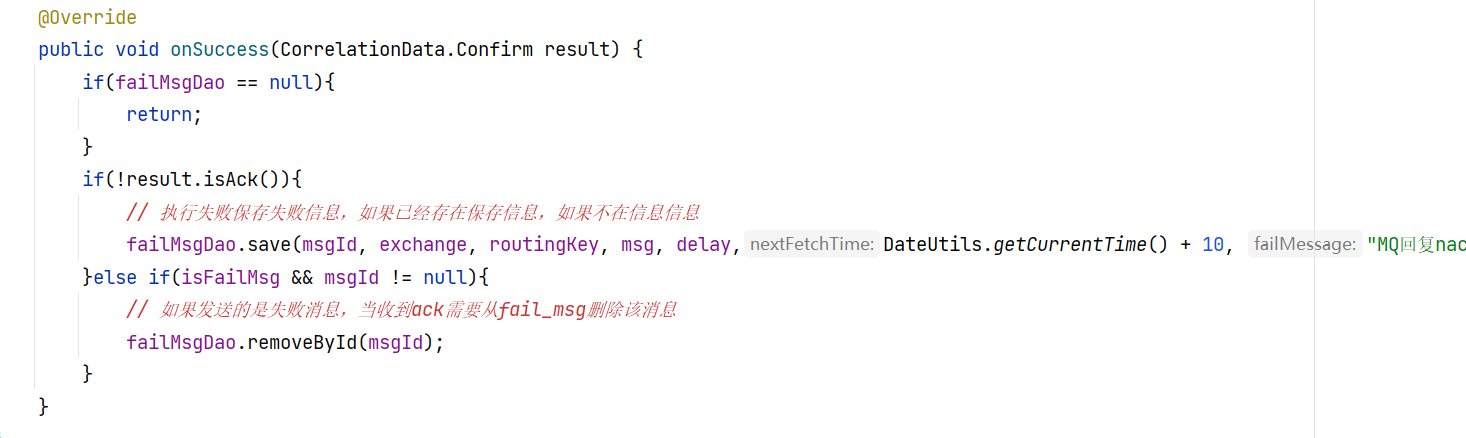 @Override
public void onSuccess(CorrelationData.Confirm result) {
    if(failMsgDao == null){
        return;
    }
    if(!result.isAck()){
        // 执行失败保存失败信息，如果已经存在保存信息，如果不在信息信息
        failMsgDao.save(msgId, exchange, routingKey, msg, delay, nextFetchTime: DateUtils.getCurrentTime() + 10, failMessage: "MQ回复nac
    }else if(isFailMsg && msgId != null){
        // 如果发送的是失败消息，当收到ack需要从fail_msg删除该消息
        failMsgDao.removeById(msgId);
    }
}